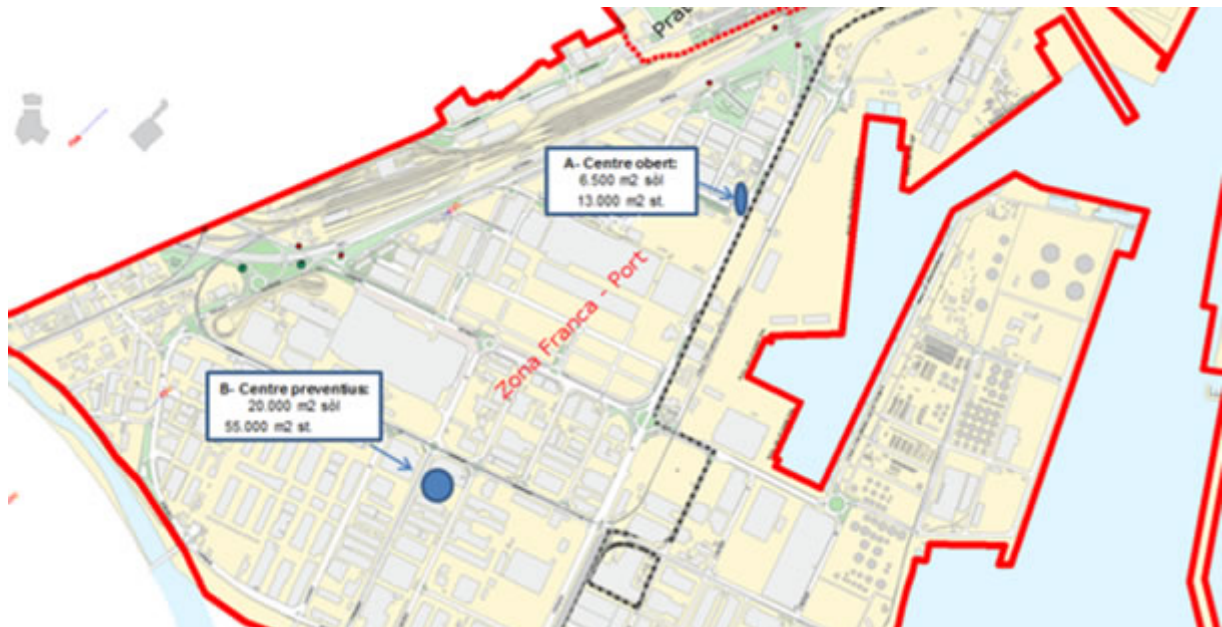 A- Centre obert:
6.500 m2 sòl
13.000 m2 st.
Zona Franca - Port
B- Centre preventius:
20.000 m2 sòl
55.000 m2 st.